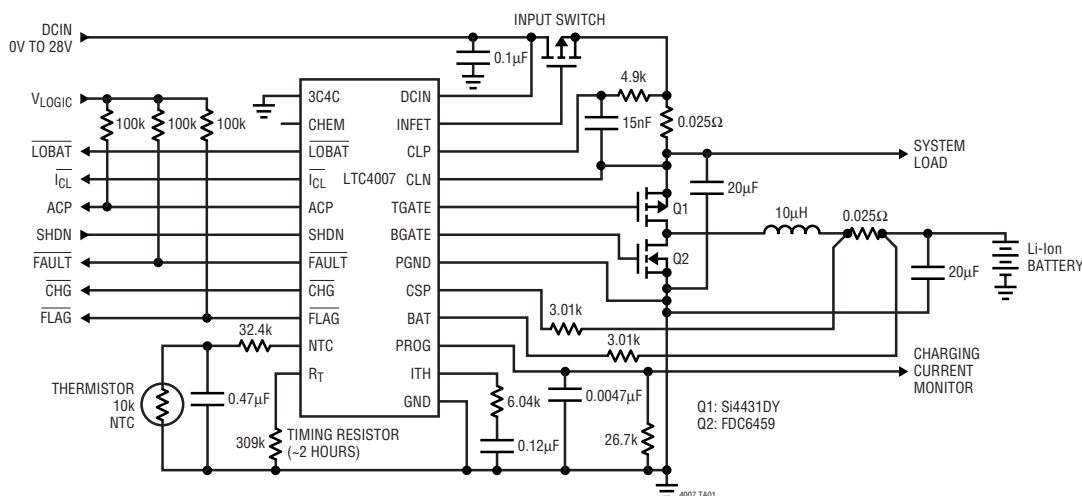 INPUT SWITCH
DCIN
0V TO 28V
0.1µF
4.9k
VLOGIC
3C4C
DCIN
15nF
0.025Ω
100k
100k
100k
CHEM
INFET
LOBAT
LOBAT
CLP
SYSTEM
LOAD
ICL
ICL
LTC4007
CLN
20µF
ACP
ACP
TGATE
Q1
10µH
0.025Ω
SHDN
SHDN
BGATE
FAULT
FAULT
PGND
Q2
Li-Ion
BATTERY
20µF
CHG
CHG
CSP
FLAG
FLAG
BAT
3.01k
32.4k
NTC
PROG
3.01k
CHARGING
CURRENT
MONITOR
THERMISTOR
10k
NTC
0.47µF
RT
ITH
GND
6.04k
0.0047µF
Q1: Si4431DY
Q2: FDC6459
309k
TIMING RESISTOR
(~2 HOURS)
0.12µF
26.7k
4007 TA01